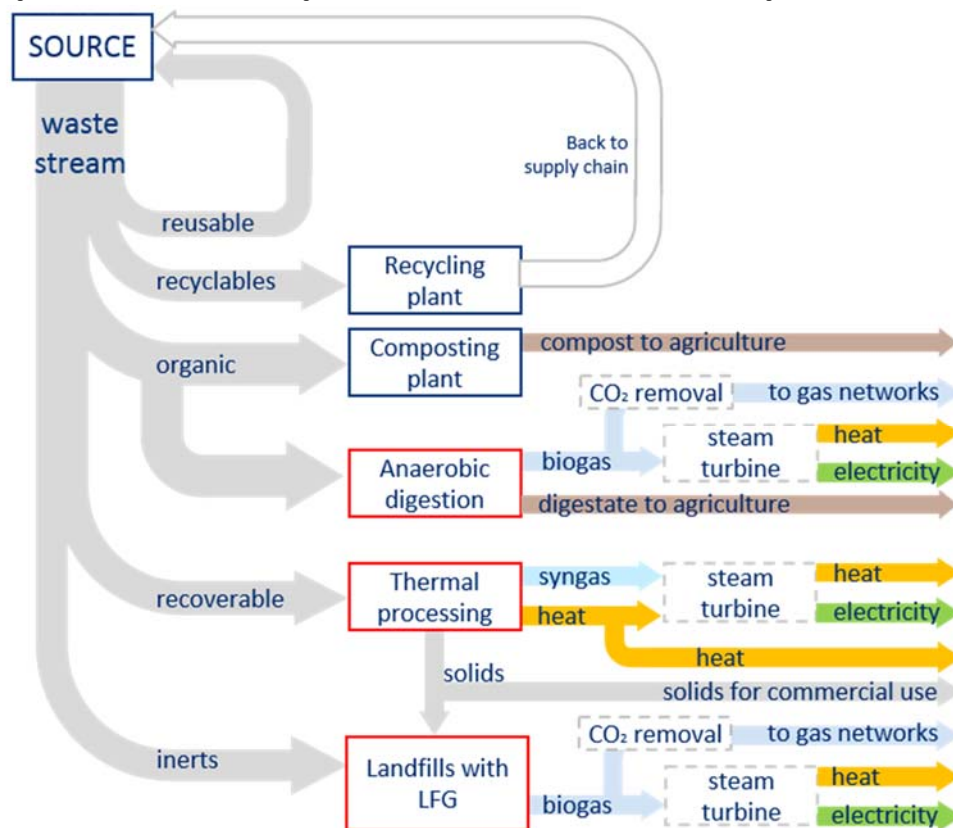 SOURCE
waste
stream
Back to
supply chain
reusable
recyclables
Recycling
plant
organic
Composting
plant
compost to agriculture
CO₂ removal
to gas networks
Anaerobic
digestion
biogas
steam
turbine
heat
electricity
digestate to agriculture
recoverable
Thermal
processing
syngas
heat
steam
turbine
heat
electricity
heat
solids
solids for commercial use
inerts
Landfills with
LFG
CO₂ removal
to gas networks
biogas
steam
turbine
heat
electricity